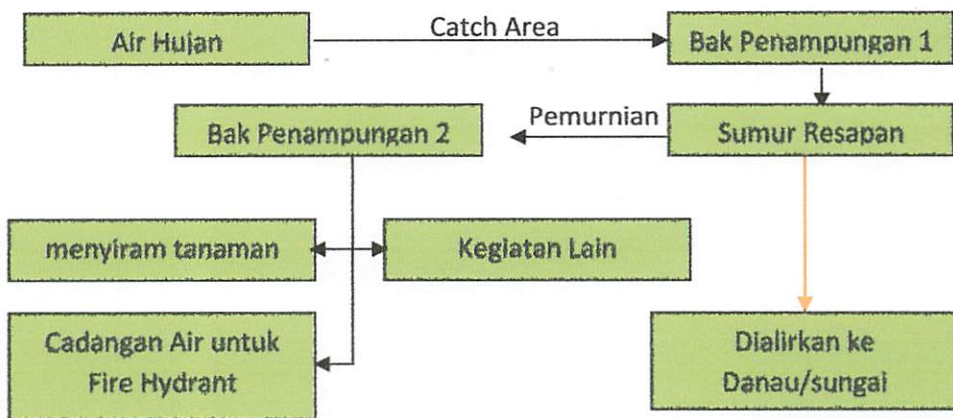 Air Hujan
Catch Area
Bak Penampungan 1
Bak Penampungan 2
Pemurnian
Sumur Resapan
menyiram tanaman
Kegiatan Lain
Cadangan Air untuk
Fire Hydrant
Dialirkan ke
Danau/sungai